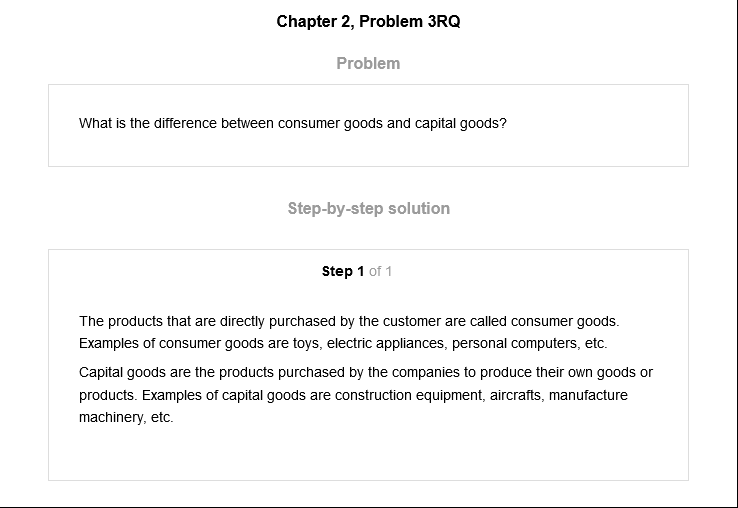 Chapter 2, Problem 3RQ
Problem
What is the difference between consumer goods and capital goods?
Step-by-step solution
Step 1 of 1
The products that are directly purchased by the customer are called consumer goods.
Examples of consumer goods are toys, electric appliances, personal computers, etc.
Capital goods are the products purchased by the companies to produce their own goods or
products. Examples of capital goods are construction equipment, aircrafts, manufacture
machinery, etc.